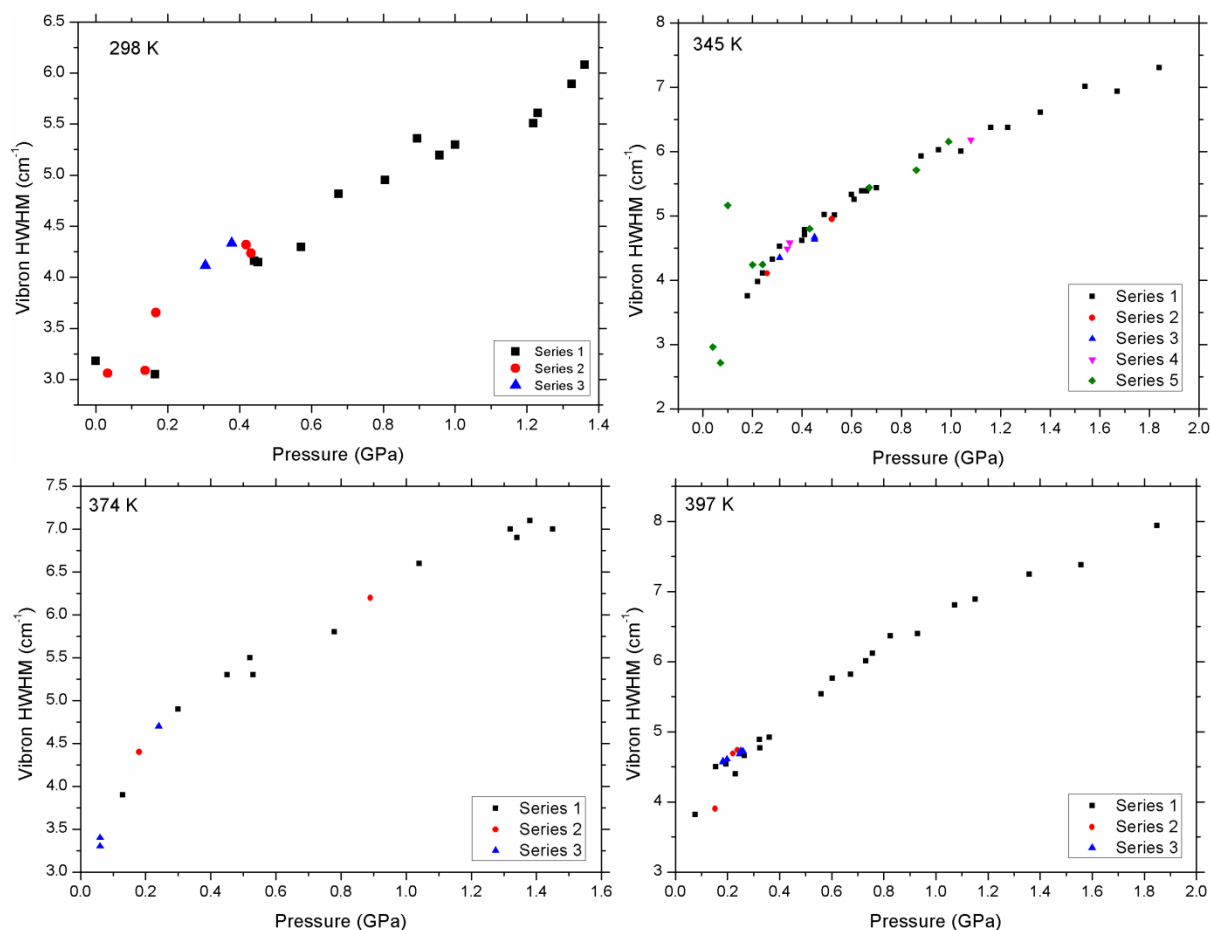 298 K
6.5
6.0
5.5
5.0
4.5
4.0
3.5
3.0
Vibron HWHM (cm-1)
0.0 0.2 0.4 0.6 0.8 1.0 1.2 1.4
Pressure (GPa)
Series 1
Series 2
Series 3
345 K
8
7
6
5
4
3
2
Vibron HWHM (cm-1)
0.0 0.2 0.4 0.6 0.8 1.0 1.2 1.4 1.6 1.8 2.0
Pressure (GPa)
Series 1
Series 2
Series 3
Series 4
Series 5
374 K
7.5
7.0
6.5
6.0
5.5
5.0
4.5
4.0
3.5
3.0
Vibron HWHM (cm-1)
0.0 0.2 0.4 0.6 0.8 1.0 1.2 1.4 1.6
Pressure (GPa)
Series 1
Series 2
Series 3
397 K
8
7
6
5
4
3
Vibron HWHM (cm-1)
0.0 0.2 0.4 0.6 0.8 1.0 1.2 1.4 1.6 1.8 2.0
Pressure (GPa)
Series 1
Series 2
Series 3